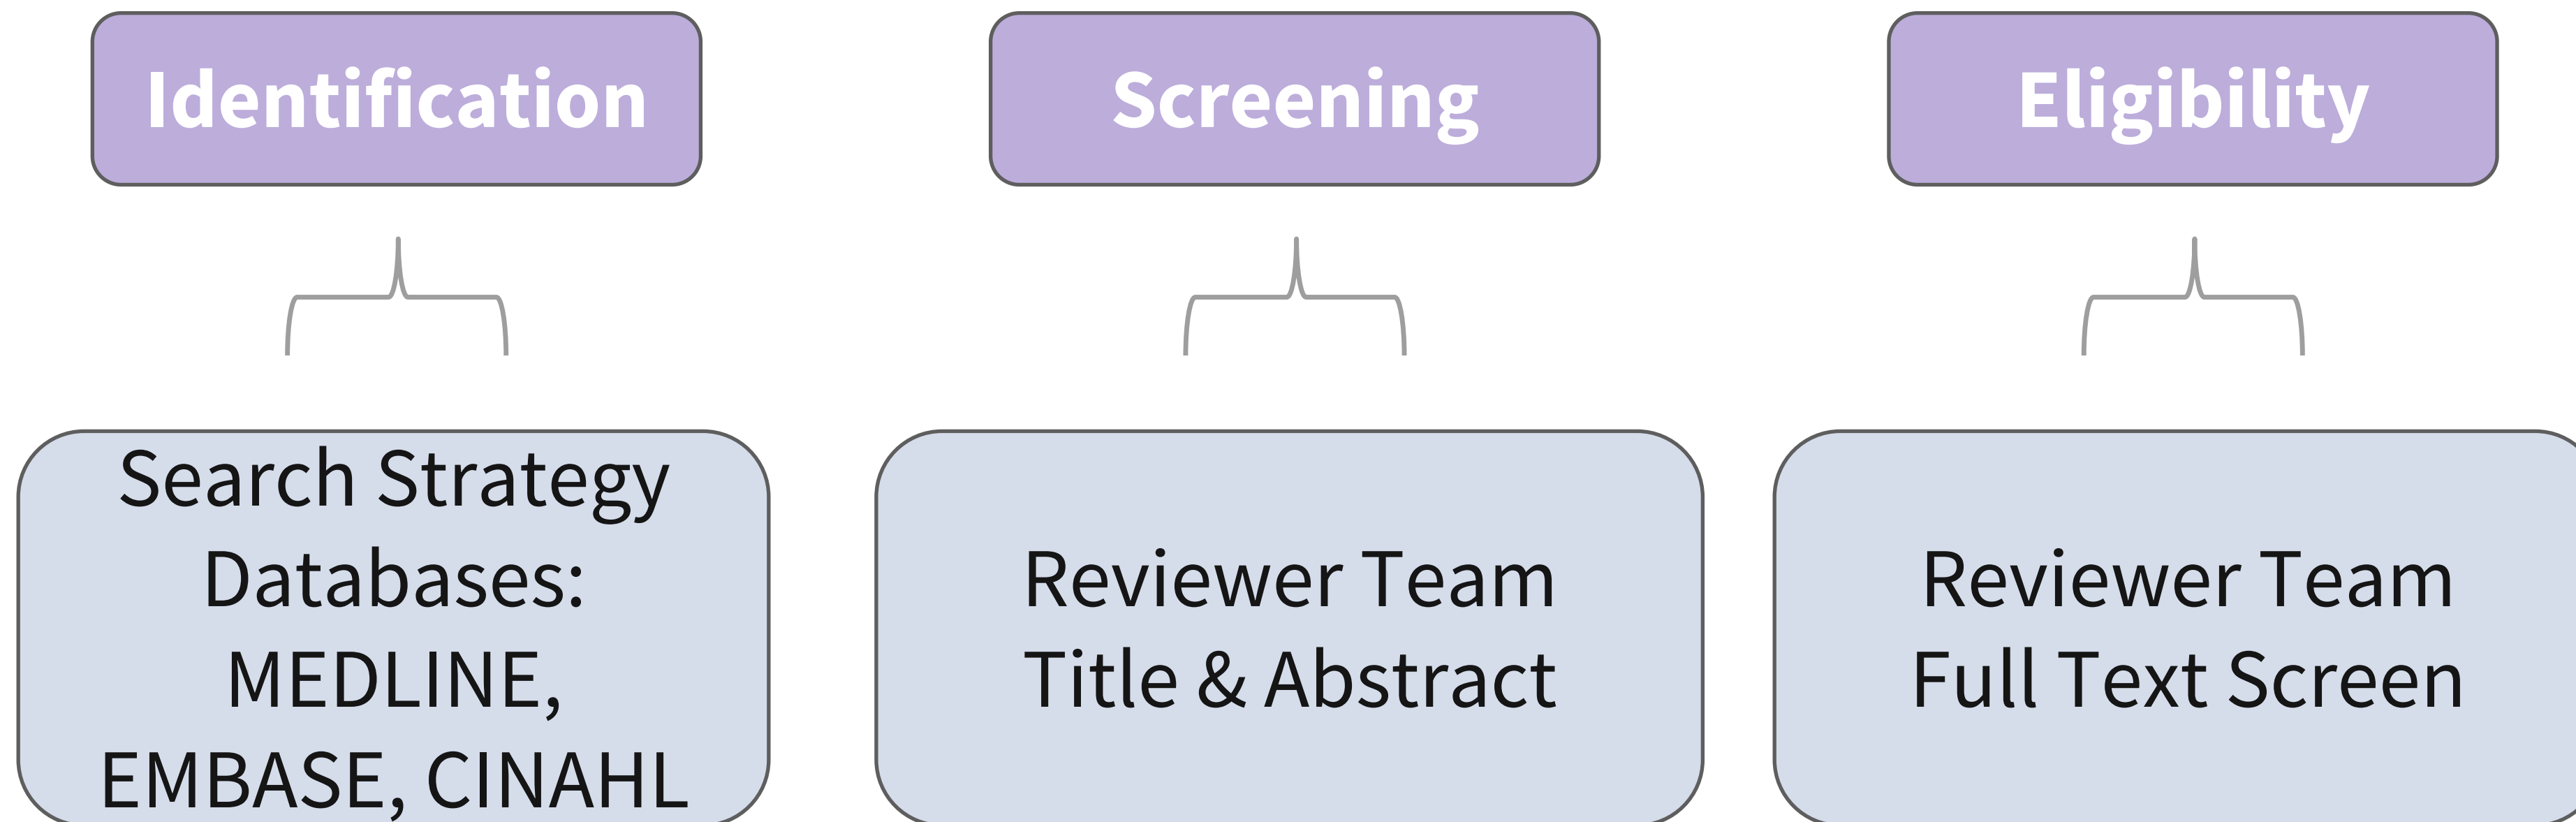 Identification
Search Strategy
Databases:
MEDLINE,
EMBASE, CINAHL
Screening
Reviewer Team
Title & Abstract
Eligibility
Reviewer Team
Full Text Screen